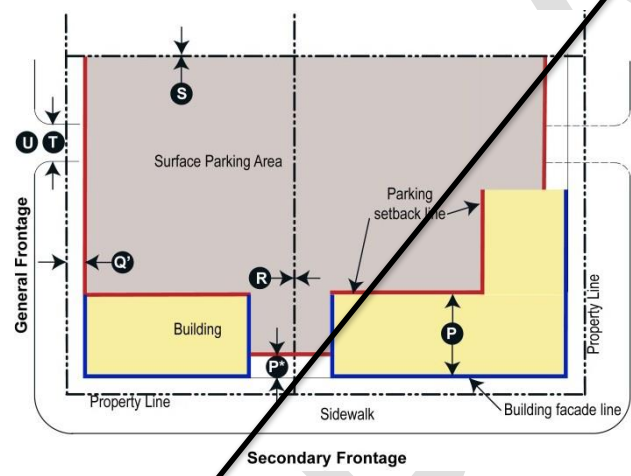 S
U T
Surface Parking Area
Parking
setback line
General Frontage
Q'
R
Property Line
Building
P
P*
Property Line
Sidewalk
Building facade line
Secondary Frontage